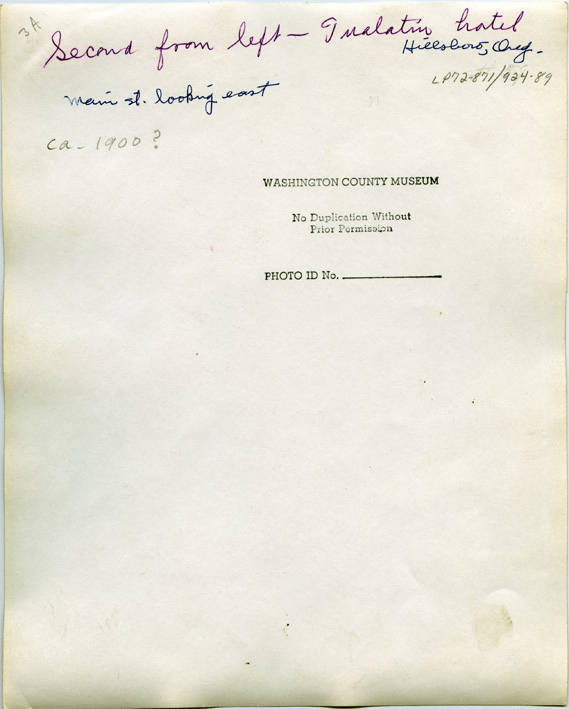 3A
Second from left - Tualatin hotel
Hillsboro, Oreg.
LP72-871/924-89
main st. looking east
ca - 1900?
WASHINGTON COUNTY MUSEUM
No Duplication Without
Prior Permission
PHOTO ID No.